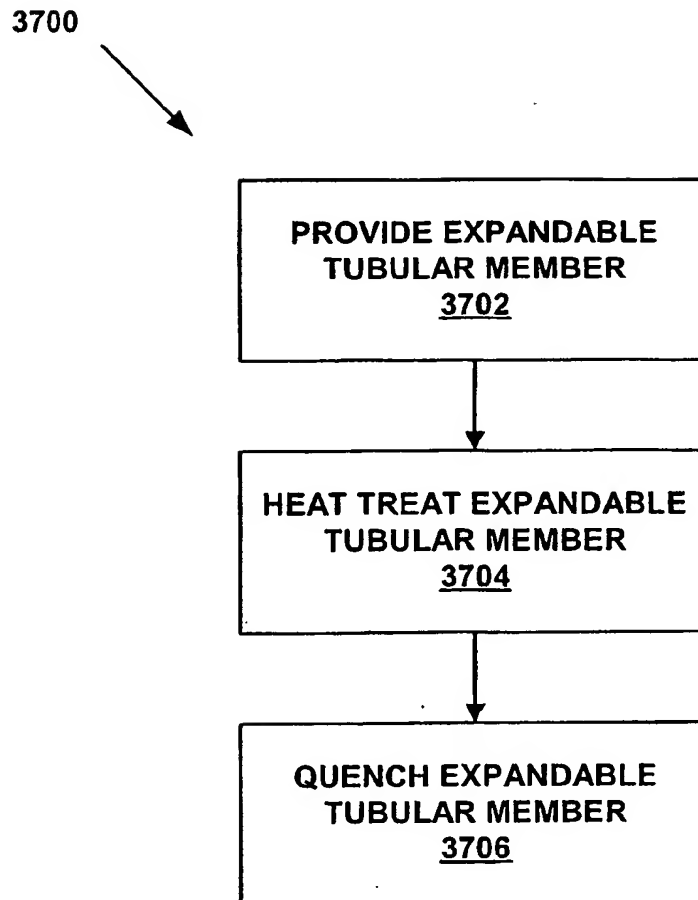 3700
PROVIDE EXPANDABLE
TUBULAR MEMBER
3702
HEAT TREAT EXPANDABLE
TUBULAR MEMBER
3704
QUENCH EXPANDABLE
TUBULAR MEMBER
3706